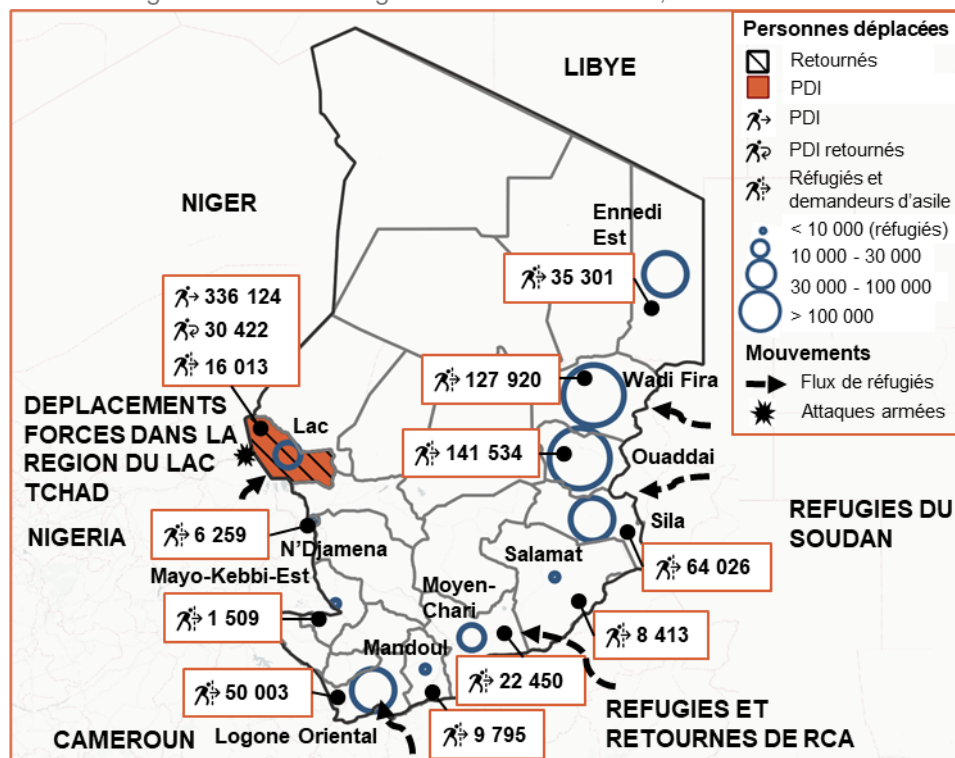 Personnes déplacées
Retournés
PDI
PDI
PDI retournés
Réfugiés et
demandeurs d'asile
< 10 000 (réfugiés)
10 000 - 30 000
30 000 - 100 000
> 100 000
Mouvements
Flux de réfugiés
Attaques armées
LIBYE
NIGER
Ennedi
Est
35 301
336 124
30 422
16 013
127 920
Wadi Fira
DEPLACEMENTS
FORCES DANS LA
REGION DU LAC
TCHAD
Lac
141 534
Ouaddai
NIGERIA
6 259
N'Djamena
Sila
REFUGIES DU
SOUDAN
64 026
Mayo-Kebbi-Est
1 509
Salamat
Moyen-
Chari
8 413
Mandoul
22 450
50 003
Logone Oriental
9 795
CAMEROUN
REFUGIES ET
RETOURNES DE RCA